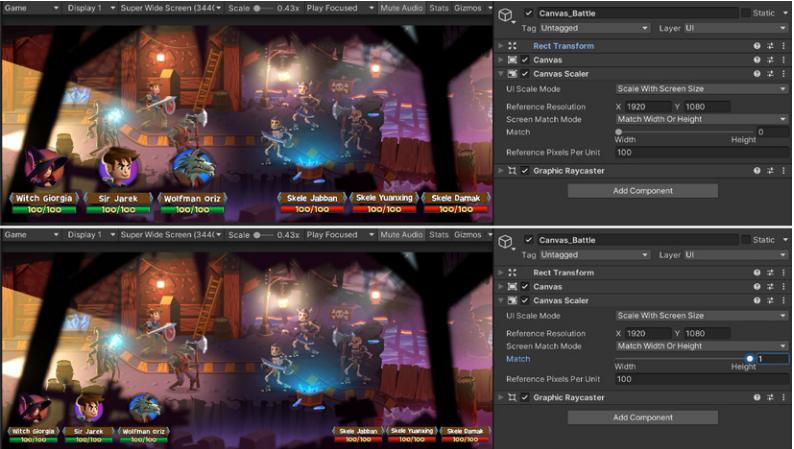 Game Display 1 Super Wide Screen (344( Scale 0.43x Play Focused Mute Audio Stats Gizmos
Witch Giorgia Sir Jarek Wolfman Griz Skele Jabban Skele Yuanxing Skele Damak
100/100 100/100 100/100 100/100 100/100 100/100
Canvas_Battle Static
Tag Untagged Layer UI
Rect Transform
Canvas
Canvas Scaler
UI Scale Mode Scale With Screen Size
Reference Resolution X 1920 Y 1080
Screen Match Mode Match Width Or Height
Match 0
Width Height
Reference Pixels Per Unit 100
Graphic Raycaster
Add Component
Game Display 1 Super Wide Screen (344( Scale 0.43x Play Focused Mute Audio Stats Gizmos
Witch Giorgia Sir Jarek Wolfman Griz Skele Jabban Skele Yuanxing Skele Damak
100/100 100/100 100/100 100/100 100/100 100/100
Canvas_Battle Static
Tag Untagged Layer UI
Rect Transform
Canvas
Canvas Scaler
UI Scale Mode Scale With Screen Size
Reference Resolution X 1920 Y 1080
Screen Match Mode Match Width Or Height
Match 1
Width Height
Reference Pixels Per Unit 100
Graphic Raycaster
Add Component